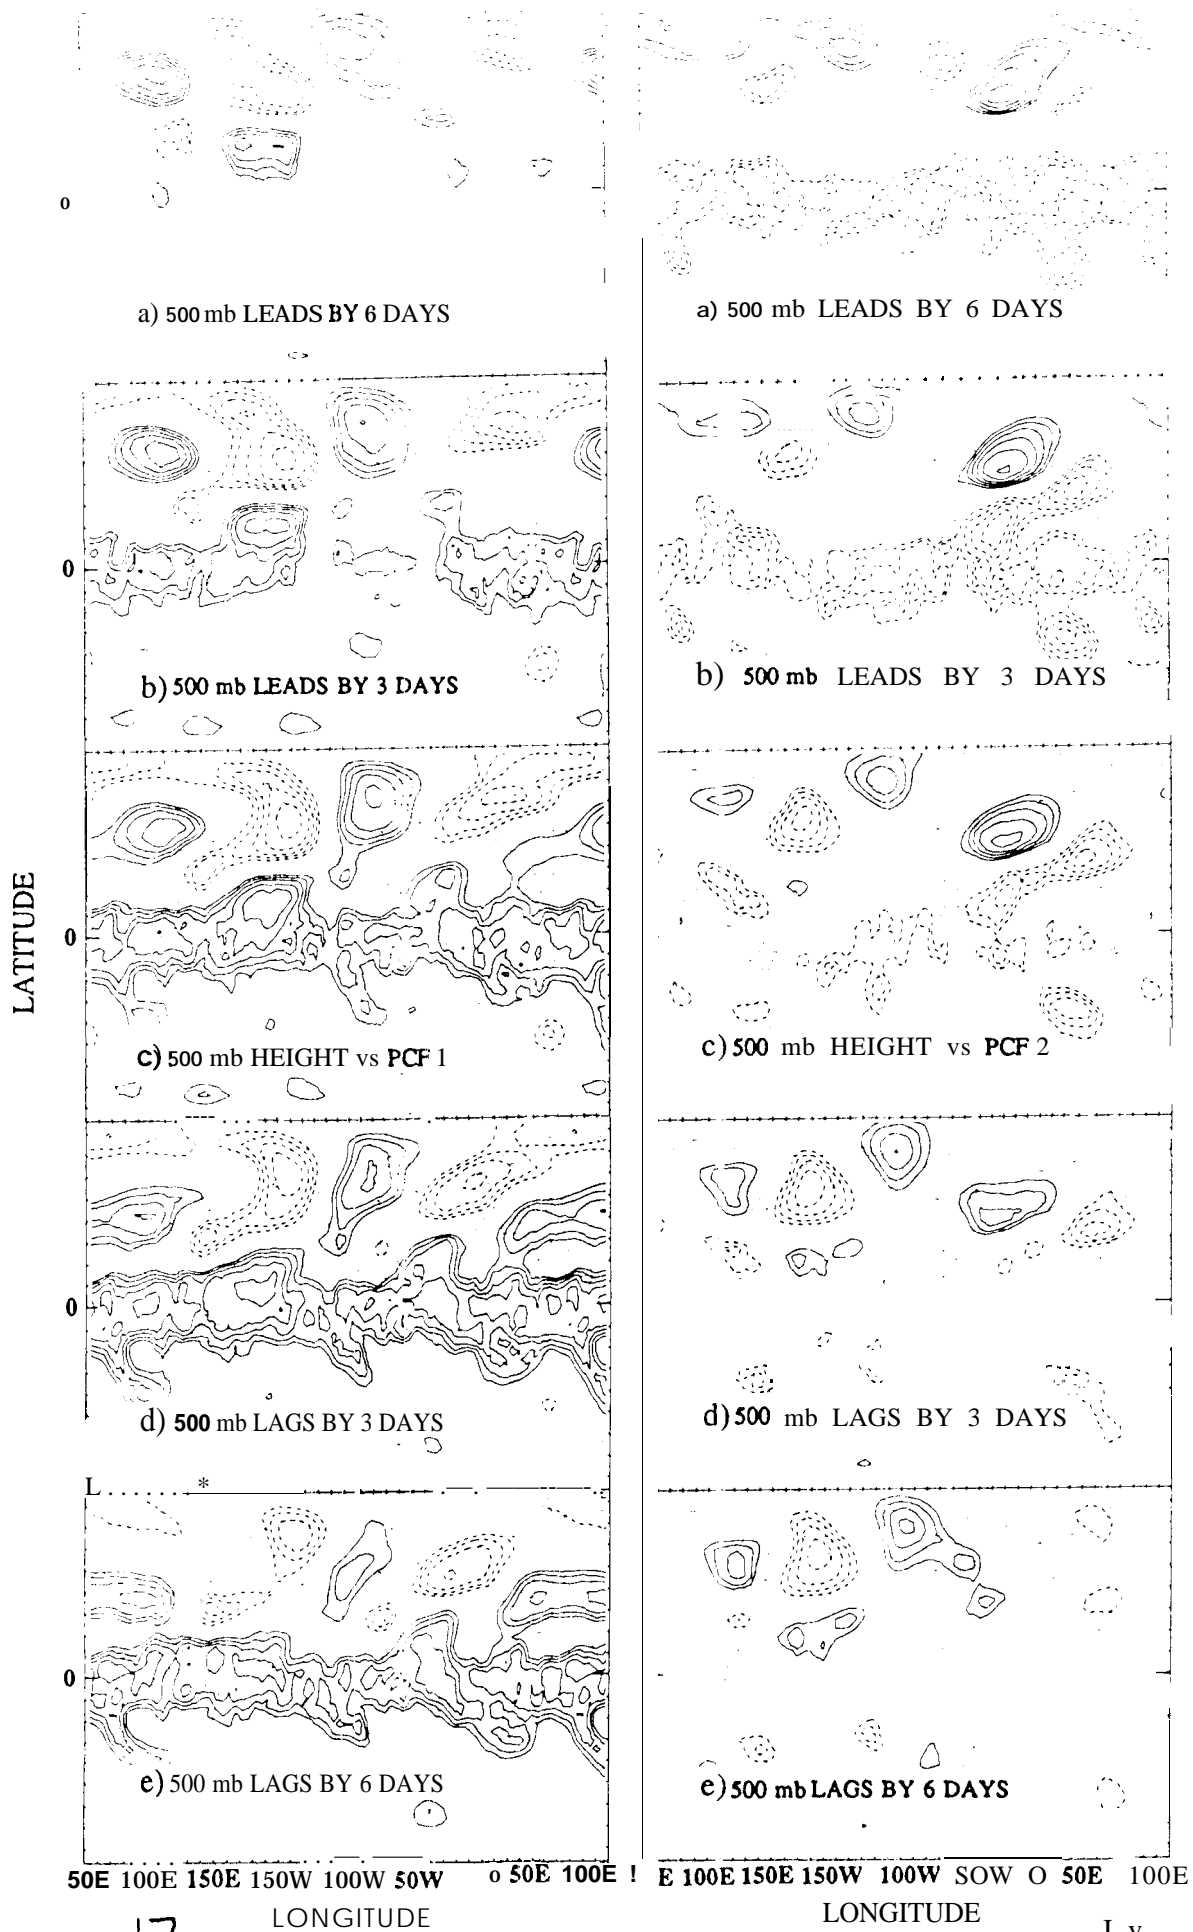 o
a) 500 mb LEADS BY 6 DAYS
0
b) 500 mb LEADS BY 3 DAYS
LATITUDE
0
c) 500 mb HEIGHT vs PCF 1
0
d) 500 mb LAGS BY 3 DAYS
L . . . . . . *
0
e) 500 mb LAGS BY 6 DAYS
50E 100E 150E 150W 100W 50W o 50E 100E
LONGITUDE
17
a) 500 mb LEADS BY 6 DAYS
b) 500 mb LEADS BY 3 DAYS
c) 500 mb HEIGHT vs PCF 2
d) 500 mb LAGS BY 3 DAYS
e) 500 mb LAGS BY 6 DAYS
! E 100E 150E 150W 100W SOW O 50E 100E
LONGITUDE